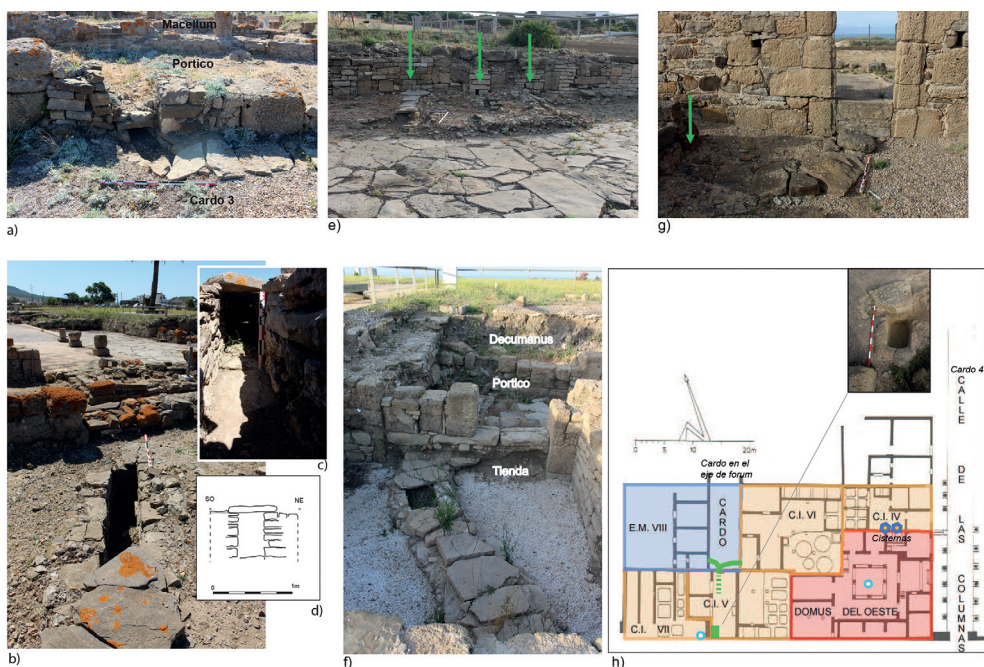 Macellum
Portico
Cardo 3
a)
e)
g)
b)
c)
SO
NE
0
1m
d)
Decumanus
Portico
Tienda
f)
Cardo 4
CALLE
DE
LAS
COLUMNAS
0
5
10
20m
Cardo en el
eje de forum
E.M. VIII
CARDO
C.I. VI
C.I. IV
Cisternas
C.I. VII
C.I. V
DOMUS
DEL OESTE
h)